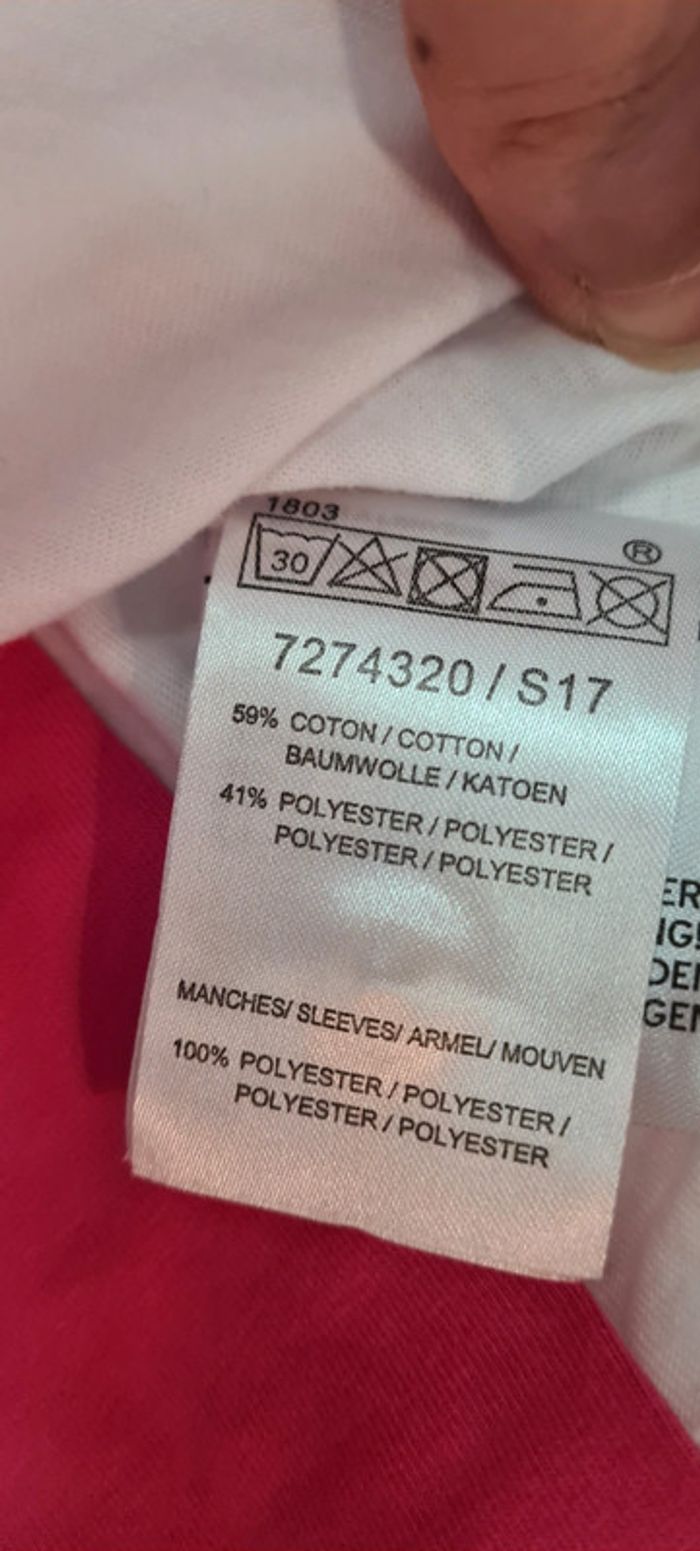 1803
®
30
7274320 / S17
59% COTON / COTTON /
BAUMWOLLE / KATOEN
41% POLYESTER / POLYESTER /
POLYESTER / POLYESTER
MANCHES/ SLEEVES/ ARMEL/ MOUVEN
100% POLYESTER / POLYESTER /
POLYESTER / POLYESTER